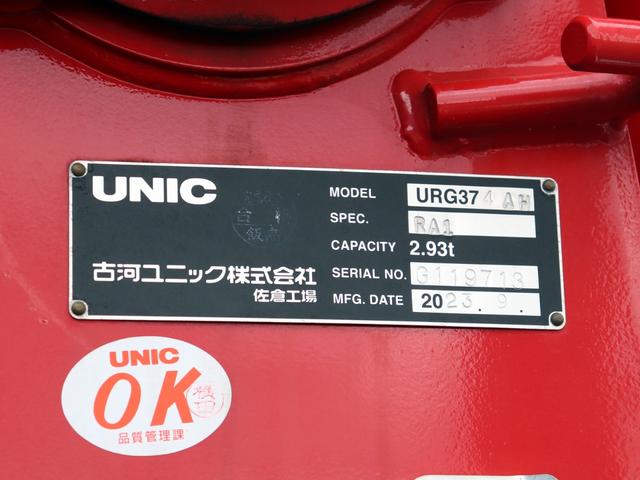 UNIC
MODEL URG374AH
SPEC. RA1
CAPACITY 2.93t
SERIAL NO. G119713
MFG. DATE 2023.9.
古河ユニック株式会社
佐倉工場
UNIC
OK
品質管理課